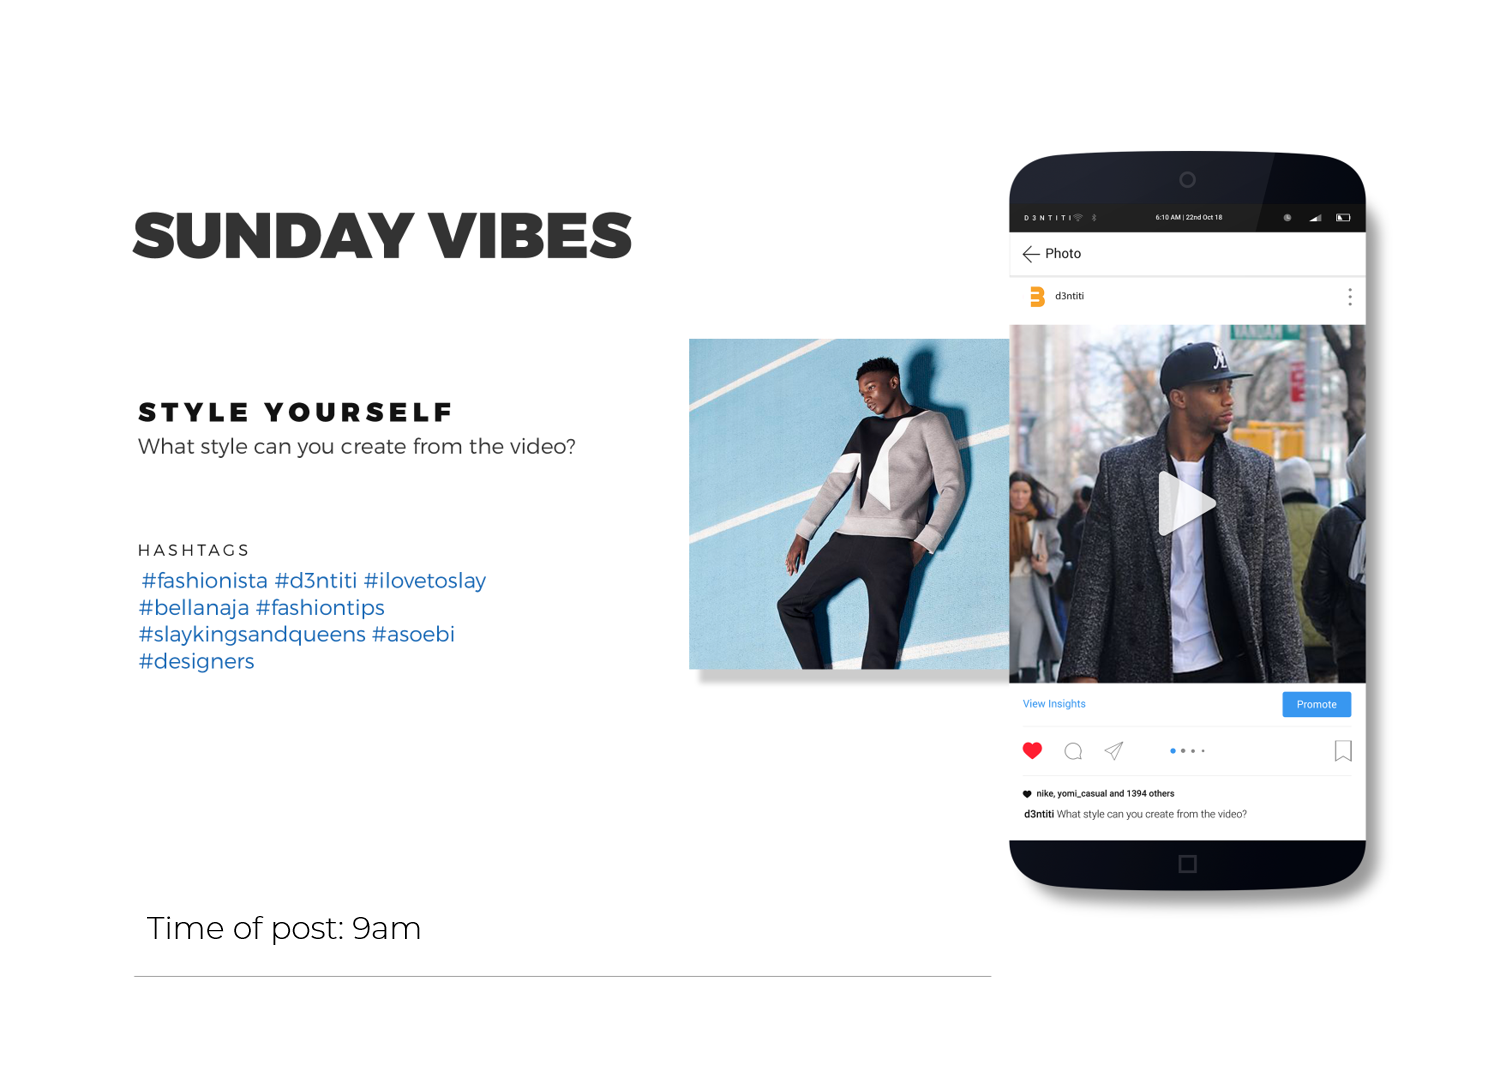 SUNDAY VIBES
STYLE YOURSELF
What style can you create from the video?
HASHTAGS
#fashionista #d3ntiti #ilovetoslay
#bellanaja #fashiontips
#slaykingsandqueens #asoebi
#designers
Time of post: 9am
D3NTITI 6:10 AM | 22nd Oct 18
Photo
d3ntiti
View Insights Promote
nike, yomi_casual and 1394 others
d3ntiti What style can you create from the video?